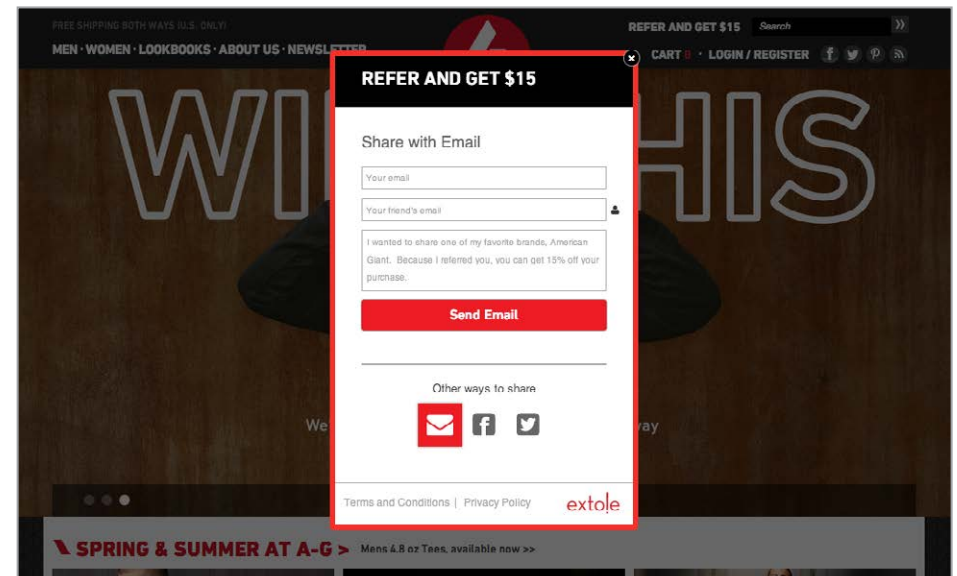 FREE SHIPPING BOTH WAYS (U.S. ONLY)
REFER AND GET $15 Search
MEN · WOMEN · LOOKBOOKS · ABOUT US · NEWSLETTER
CART 0 · LOGIN / REGISTER
REFER AND GET $15
Share with Email
Your email
Your friend's email
I wanted to share one of my favorite brands, American
Giant. Because I referred you, you can get 15% off your
purchase.
Send Email
Other ways to share
We
way
Terms and Conditions | Privacy Policy extole
SPRING & SUMMER AT A-G > Mens 4.8 oz Tees, available now >>